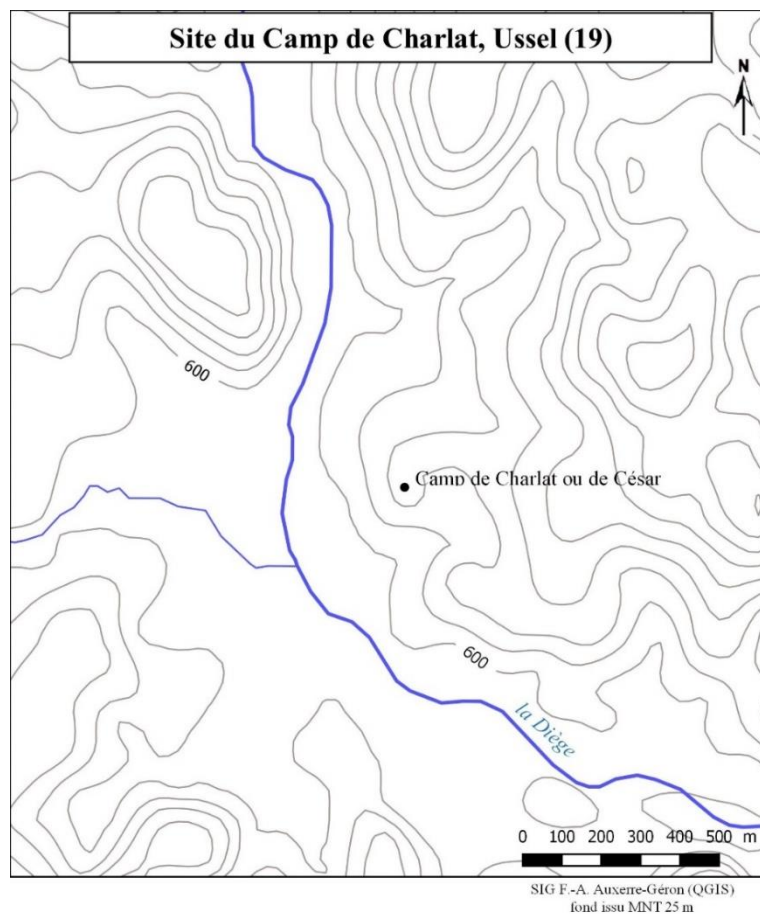 Site du Camp de Charlat, Ussel (19)
N
600
Camp de Charlat ou de César
600
la Diège
0 100 200 300 400 500 m
SIG F.-A. Auxerre-Géron (QGIS)
fond issu MNT 25 m